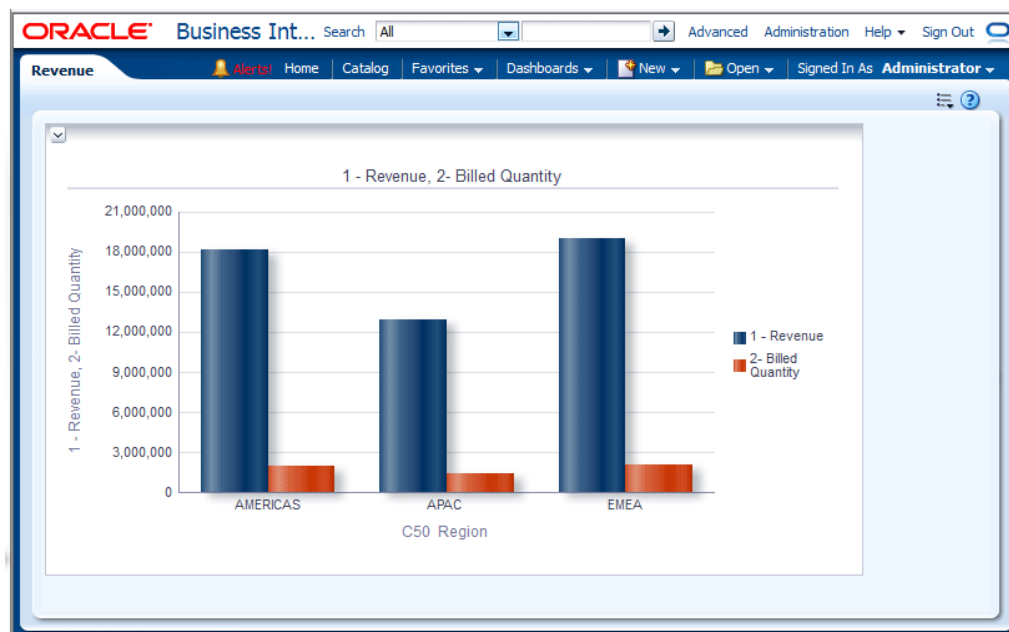 ORACLE Business Int... Search All Advanced Administration Help Sign Out
Revenue Alerts! Home Catalog Favorites Dashboards New Open Signed In As Administrator
1 - Revenue, 2- Billed Quantity
1 - Revenue, 2- Billed Quantity
21,000,000
18,000,000
15,000,000
12,000,000
9,000,000
6,000,000
3,000,000
0
AMERICAS APAC EMEA
C50 Region
1 - Revenue
2- Billed
Quantity